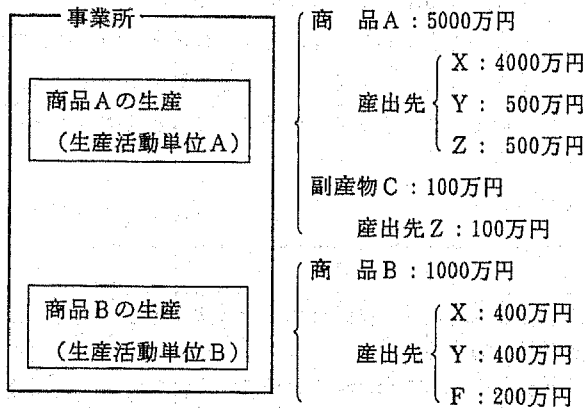 事業所
商品Aの生産
(生産活動単位A)
商品Bの生産
(生産活動単位B)
商 品A:5000万円
産出先
X:4000万円
Y: 500万円
Z: 500万円
副産物C:100万円
産出先Z:100万円
商 品B:1000万円
産出先
X:400万円
Y:400万円
F:200万円